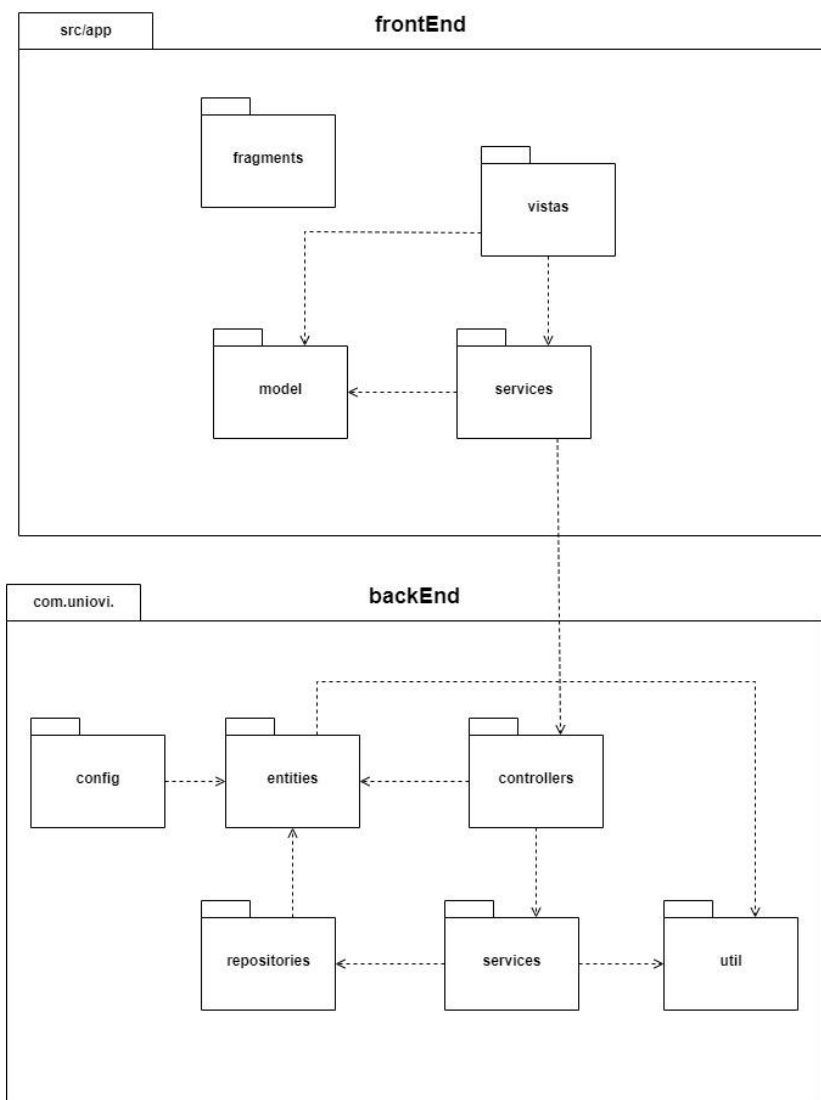 src/app
frontEnd
fragments
vistas
model
services
com.uniovi.
backEnd
config
entities
controllers
repositories
services
util